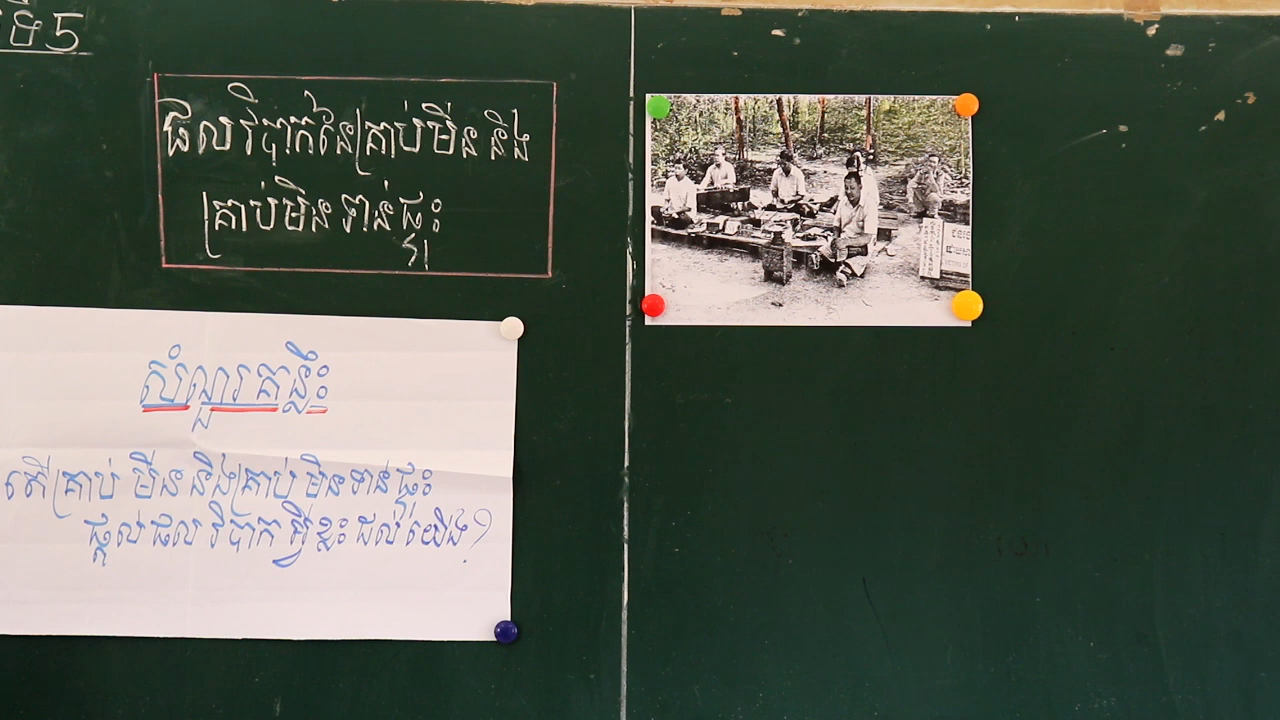 ទី5
ផលវិបាកនៃគ្រាប់មីន និង
គ្រាប់មិនទាន់ផ្ទុះ
សំណួរគន្លឹះ
តើគ្រាប់ មីន និងគ្រាប់ មិនទាន់ផ្ទុះ
ផ្តល់ផលវិបាក អ្វីខ្លះ ដល់យើង?